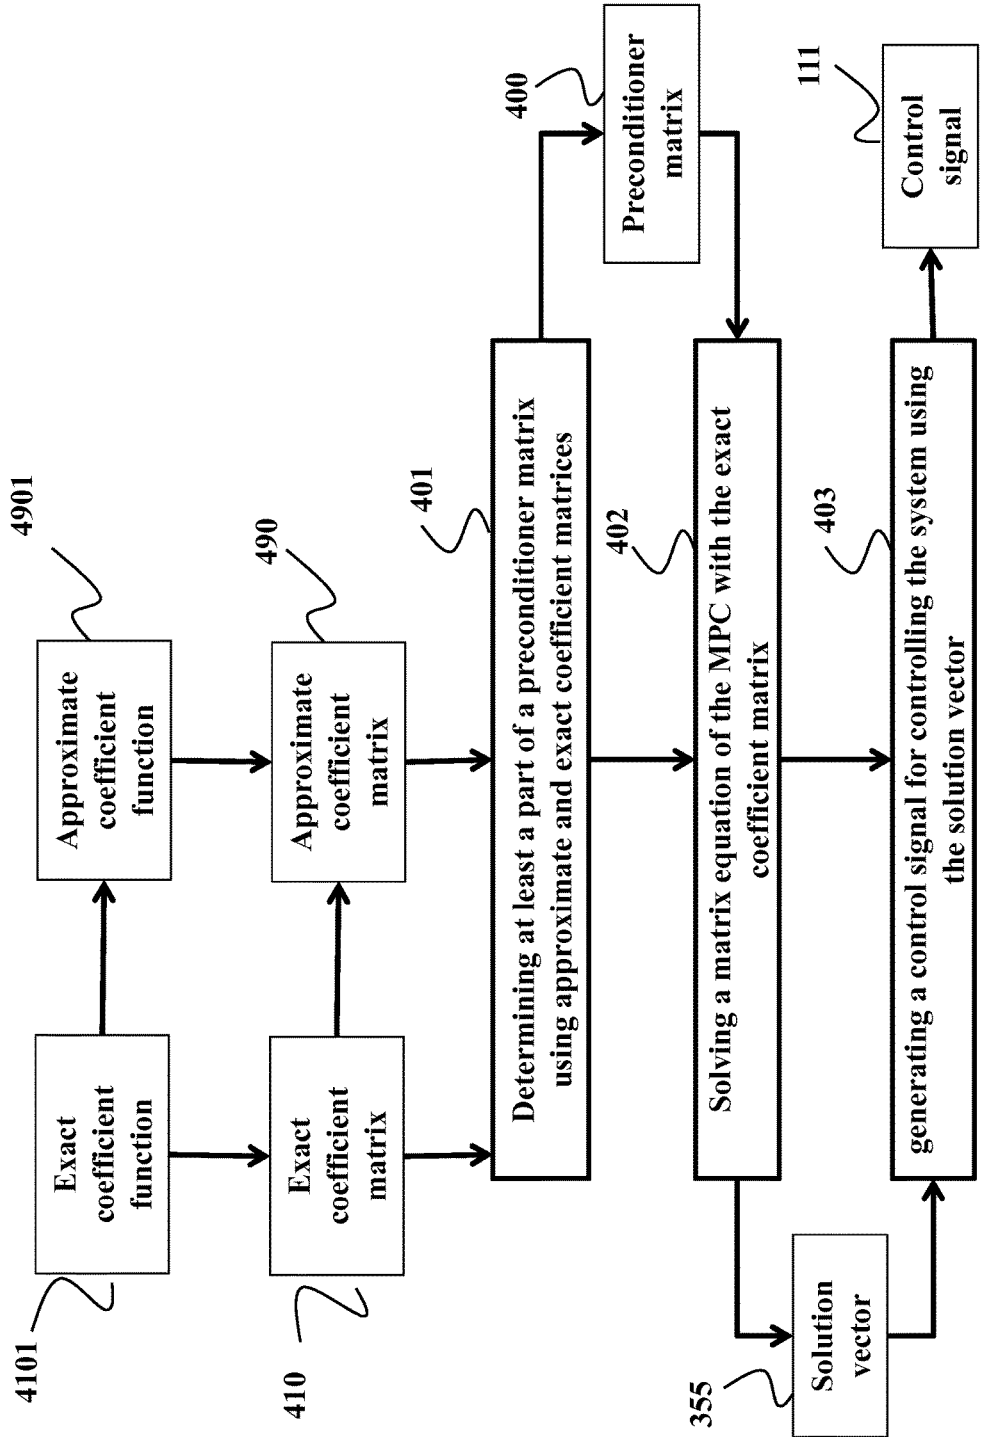 4101
Exact
coefficient
function
Approximate
coefficient
function
4901
410
Exact
coefficient
matrix
Approximate
coefficient
matrix
490
401
Determining at least a part of a preconditioner matrix
using approximate and exact coefficient matrices
400
Preconditioner
matrix
402
Solving a matrix equation of the MPC with the exact
coefficient matrix
355
Solution
vector
403
generating a control signal for controlling the system using
the solution vector
111
Control
signal